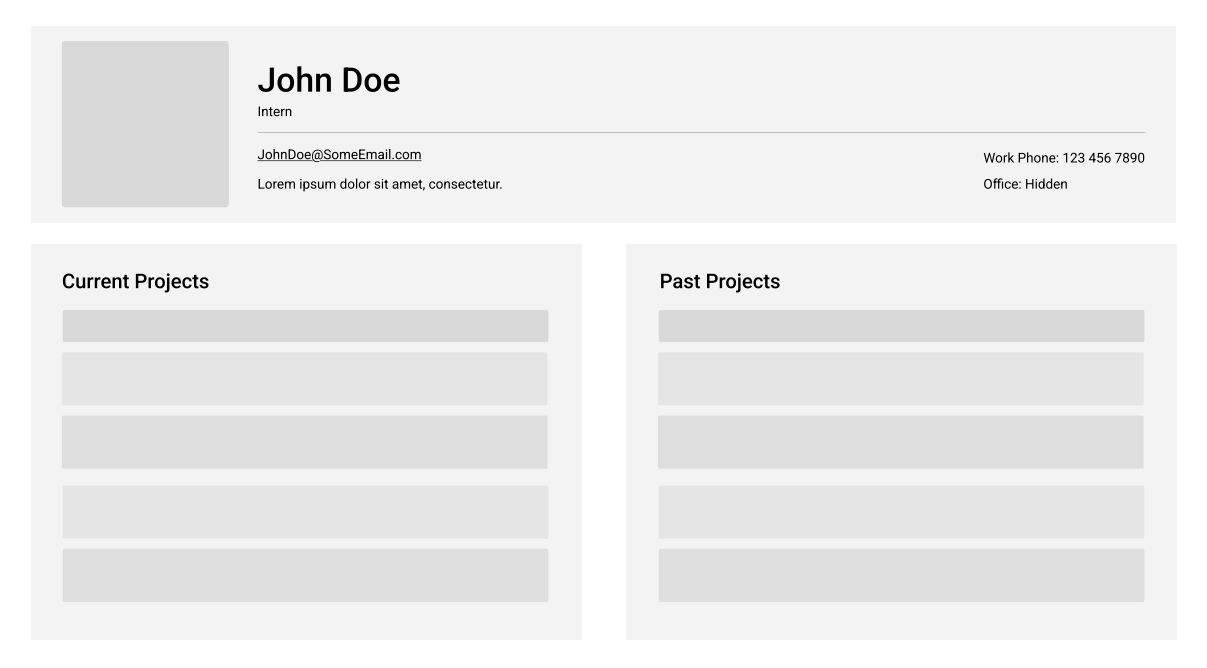 John Doe
Intern
JohnDoe@SomeEmail.com
Lorem ipsum dolor sit amet, consectetur.
Work Phone: 123 456 7890
Office: Hidden
Current Projects
Past Projects